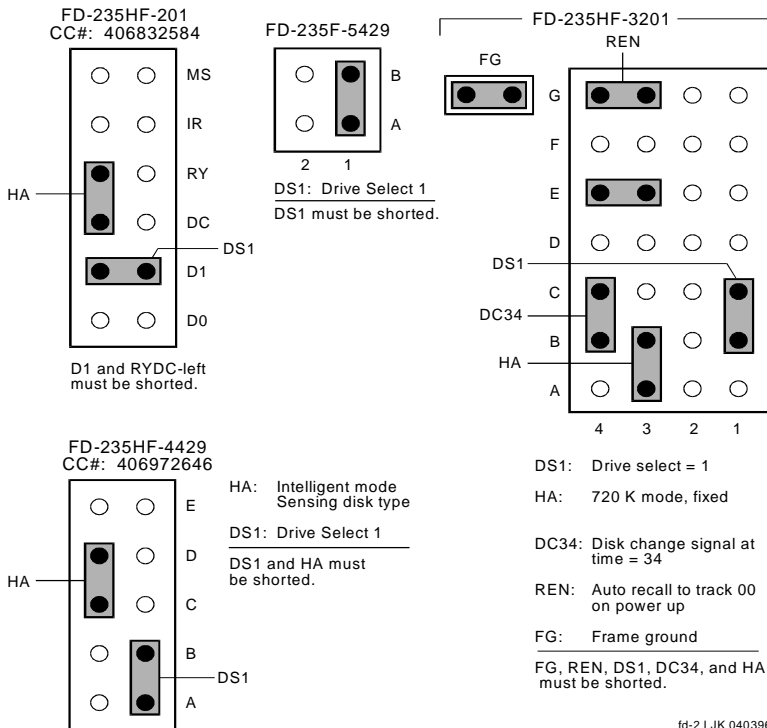 FD-235HF-201
CC#: 406832584
MS
IR
RY
HA
DC
DS1
D1
D0
D1 and RYDC-left
must be shorted.
FD-235F-5429
B
A
2 1
DS1: Drive Select 1
DS1 must be shorted.
FD-235HF-3201
REN
FG
G
F
E
D
DS1
C
DC34
B
HA
A
4 3 2 1
DS1: Drive select = 1
HA: 720 K mode, fixed
DC34: Disk change signal at
time = 34
REN: Auto recall to track 00
on power up
FG: Frame ground
FG, REN, DS1, DC34, and HA
must be shorted.
FD-235HF-4429
CC#: 406972646
E
D
HA
C
B
DS1
A
HA: Intelligent mode
Sensing disk type
DS1: Drive Select 1
DS1 and HA must
be shorted.
fd-2 LJK 040396